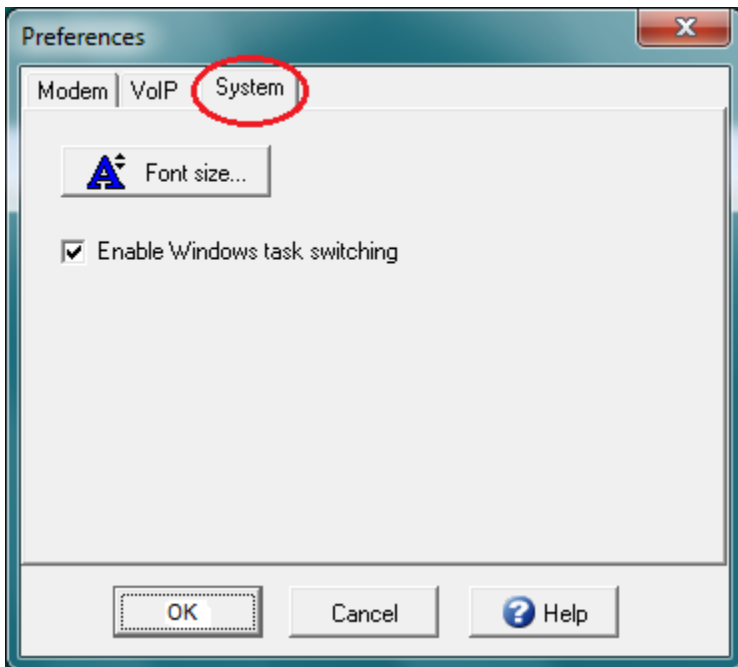 Preferences
Modem VoIP System
Font size...
Enable Windows task switching
OK Cancel Help